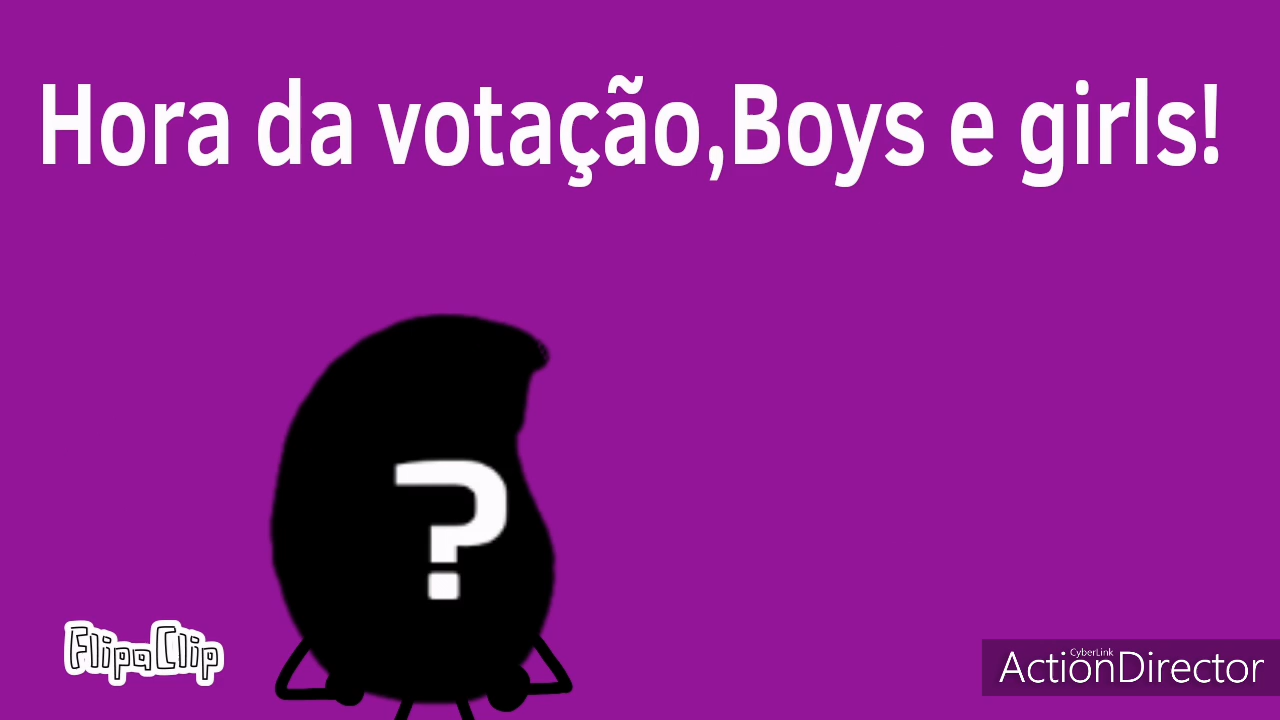 Hora da votação,Boys e girls!
?
FlipaClip
CyberLink
ActionDirector